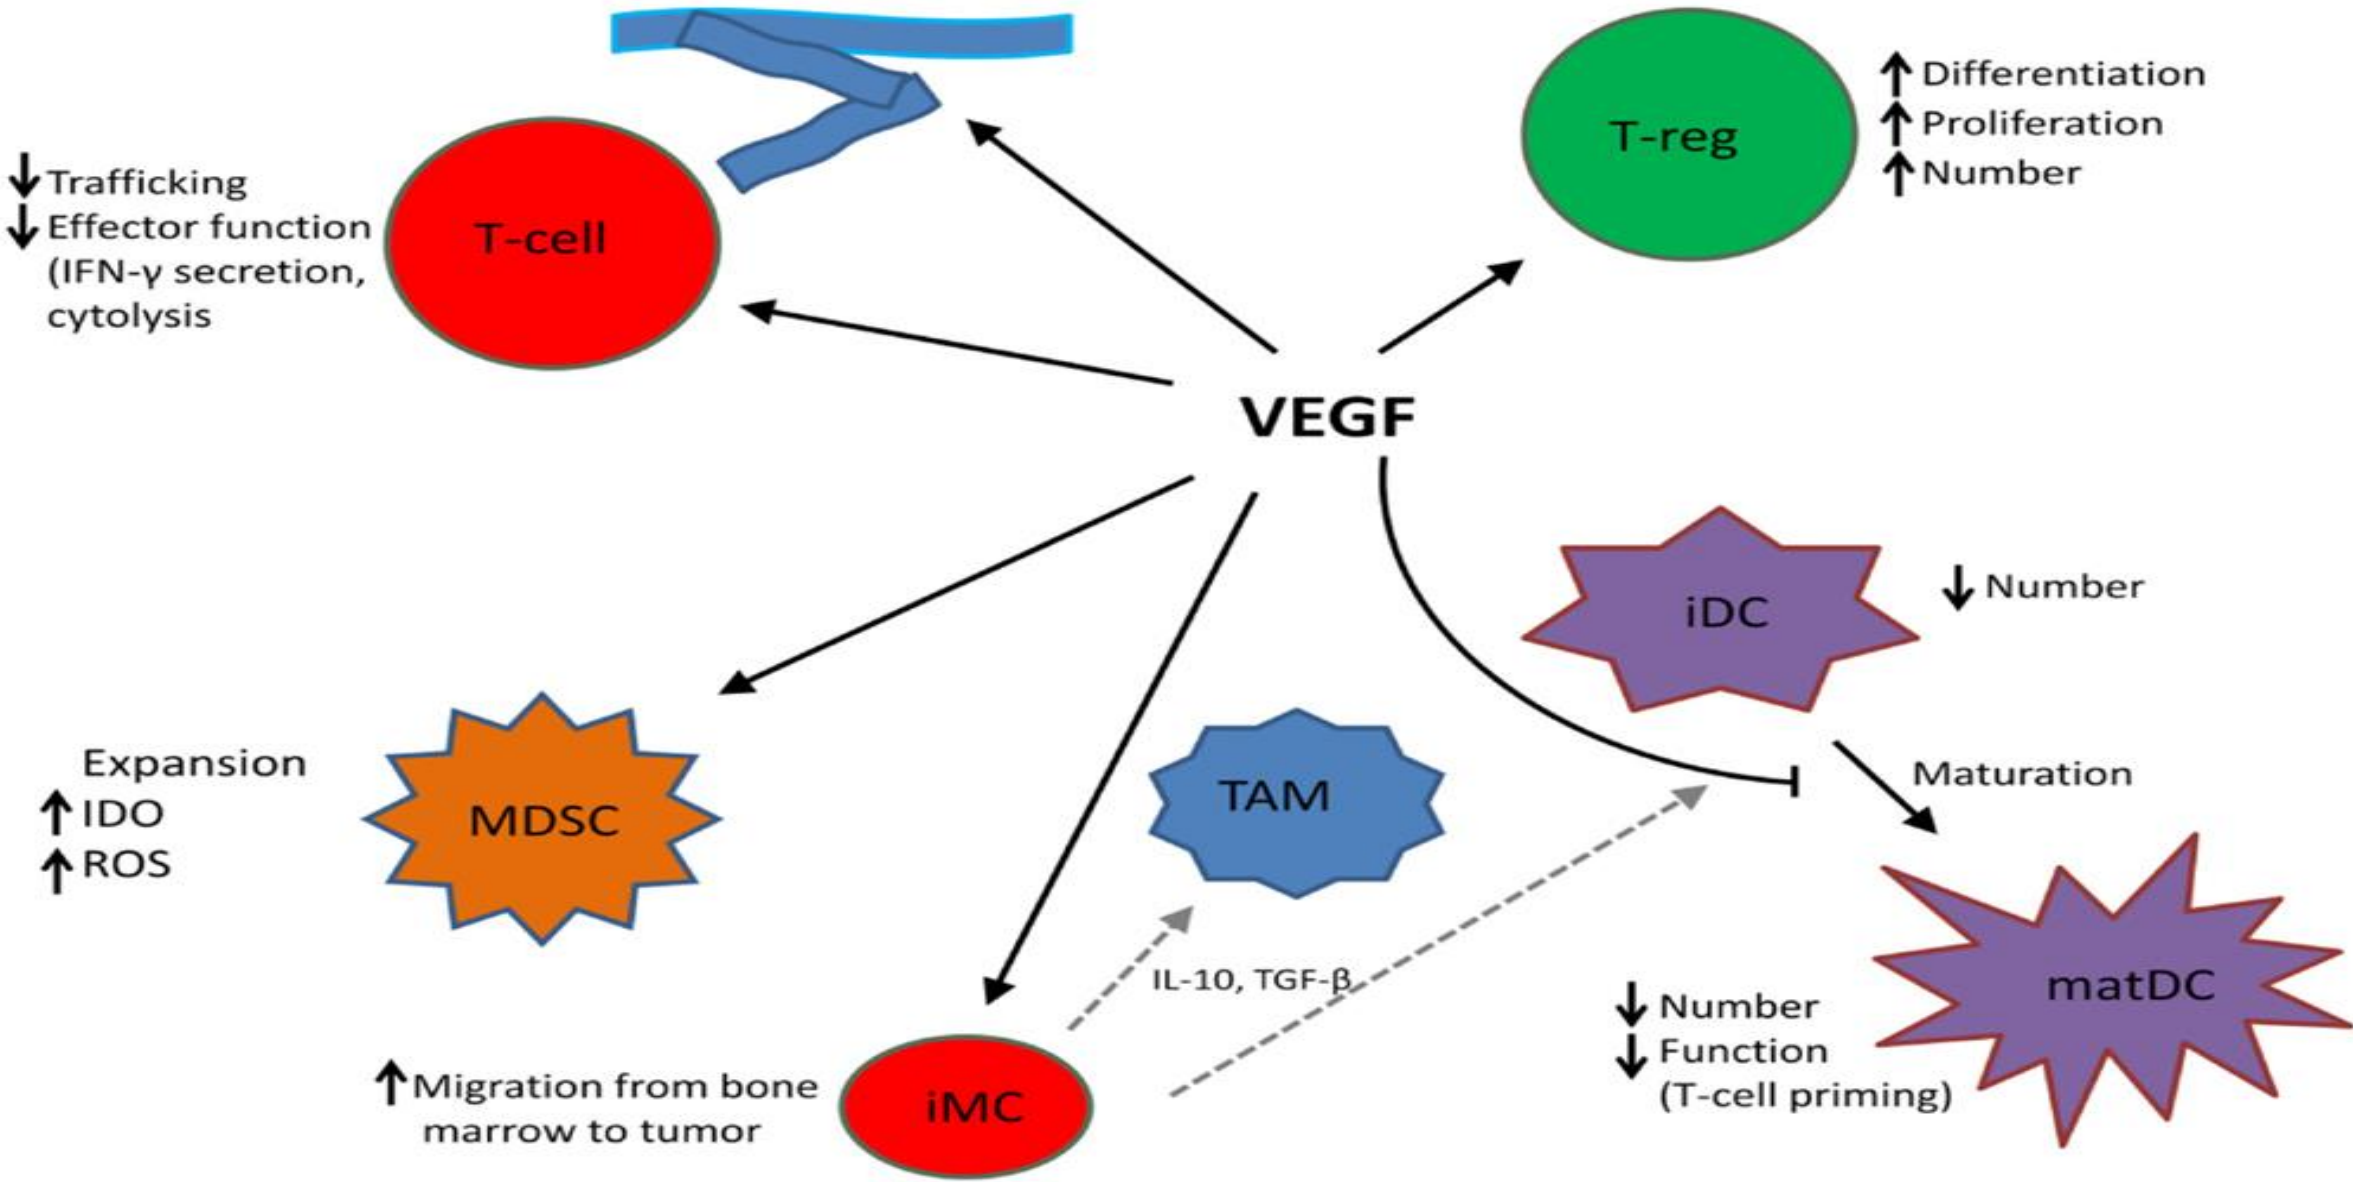 T-reg
Differentiation
Proliferation
Number
Trafficking
Effector function
(IFN-γ secretion,
cytolysis
T-cell
VEGF
iDC
Number
Maturation
TAM
Expansion
IDO
ROS
MDSC
IL-10, TGF-β
matDC
Number
Function
(T-cell priming)
Migration from bone
marrow to tumor
iMC